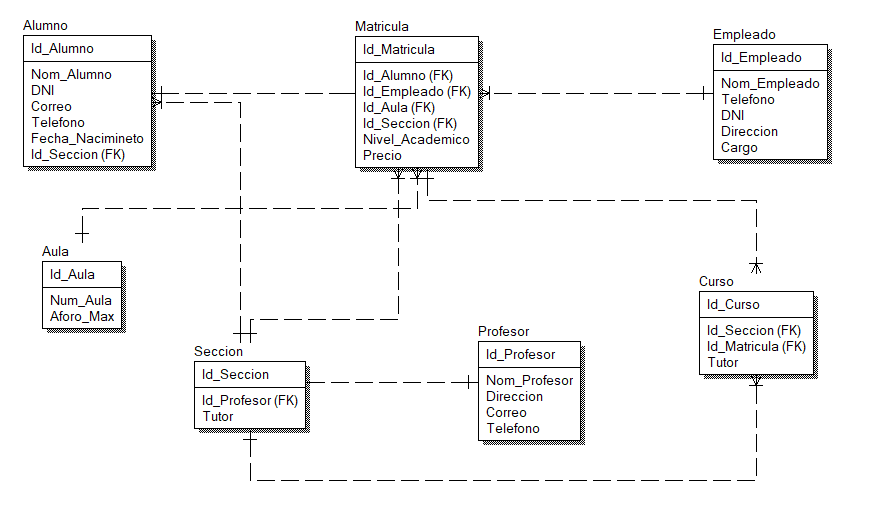 Alumno
Id_Alumno
Nom_Alumno
DNI
Correo
Telefono
Fecha_Nacimineto
Id_Seccion (FK)
Matricula
Id_Matricula
Id_Alumno (FK)
Id_Empleado (FK)
Id_Aula (FK)
Id_Seccion (FK)
Nivel_Academico
Precio
Empleado
Id_Empleado
Nom_Empleado
Telefono
DNI
Direccion
Cargo
Aula
Id_Aula
Num_Aula
Aforo_Max
Seccion
Id_Seccion
Id_Profesor (FK)
Tutor
Profesor
Id_Profesor
Nom_Profesor
Direccion
Correo
Telefono
Curso
Id_Curso
Id_Seccion (FK)
Id_Matricula (FK)
Tutor